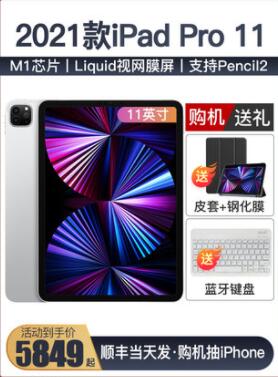 2021款iPad Pro 11
M1芯片丨Liquid视网膜屏丨支持Pencil2
11英寸
购机 送礼
送
皮套+钢化膜
送
蓝牙键盘
活动到手价
5849起
顺丰当天发·购机抽iPhone